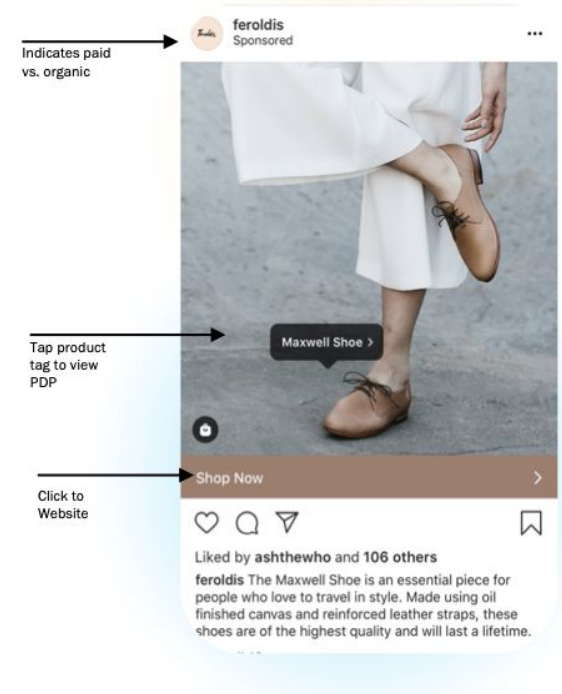 feroldis
Sponsored
Indicates paid
vs. organic
Tap product
tag to view
PDP
Maxwell Shoe >
Click to
Website
Shop Now >
Liked by ashthewho and 106 others
feroldis The Maxwell Shoe is an essential piece for
people who love to travel in style. Made using oil
finished canvas and reinforced leather straps, these
shoes are of the highest quality and will last a lifetime.